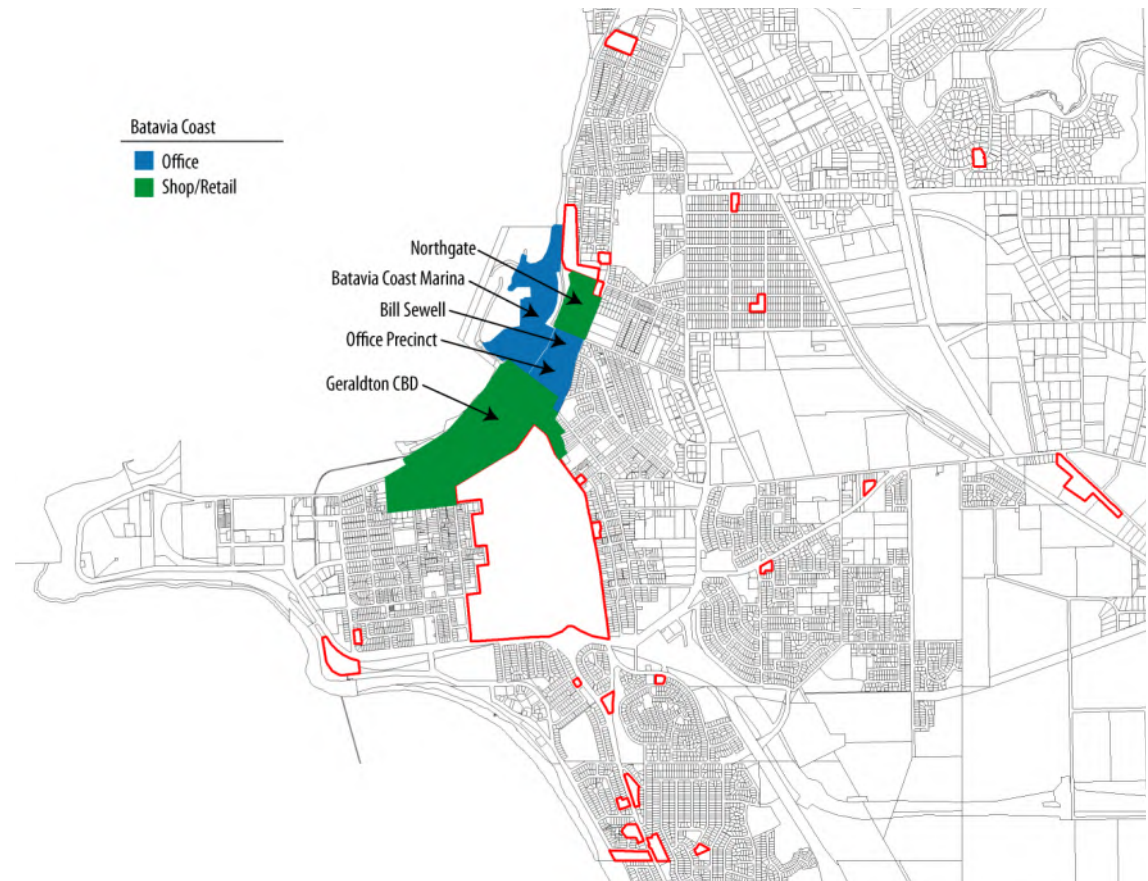 Batavia Coast
Office
Shop/Retail
Northgate
Batavia Coast Marina
Bill Sewell
Office Precinct
Geraldton CBD